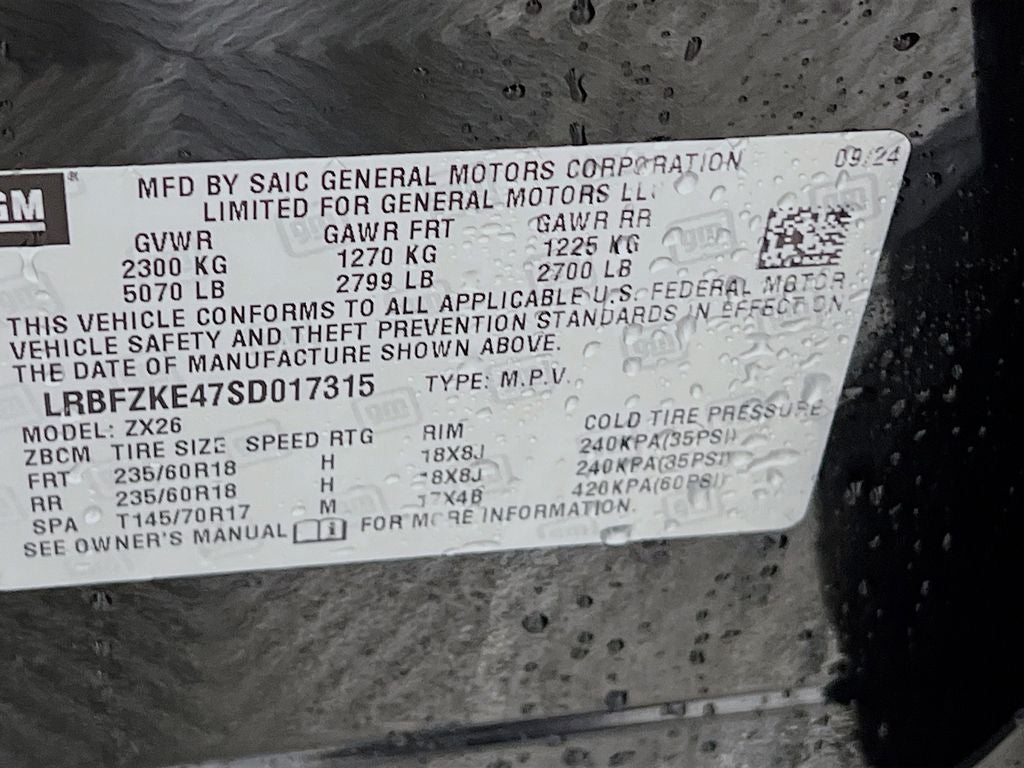 GM ®
MFD BY SAIC GENERAL MOTORS CORPORATION 09/24
LIMITED FOR GENERAL MOTORS
GVWR GAWR FRT GAWR RR
2300 KG 1270 KG 1225 KG
5070 LB 2799 LB 2700 LB
THIS VEHICLE CONFORMS TO ALL APPLICABLE U.S. FEDERAL MOTOR
VEHICLE SAFETY AND THEFT PREVENTION STANDARDS IN EFFECT ON
THE DATE OF MANUFACTURE SHOWN ABOVE.
LRBFZKE47SD017315 TYPE: M.P.V.
MODEL: ZX26
ZBCM TIRE SIZE SPEED RTG RIM COLD TIRE PRESSURE
FRT 235/60R18 H 18X8J 240KPA(35PSI)
RR 235/60R18 H 18X8J 240KPA(35PSI)
SPA T145/70R17 M 17X4B 420KPA(60PSI)
SEE OWNER'S MANUAL FOR MORE INFORMATION.